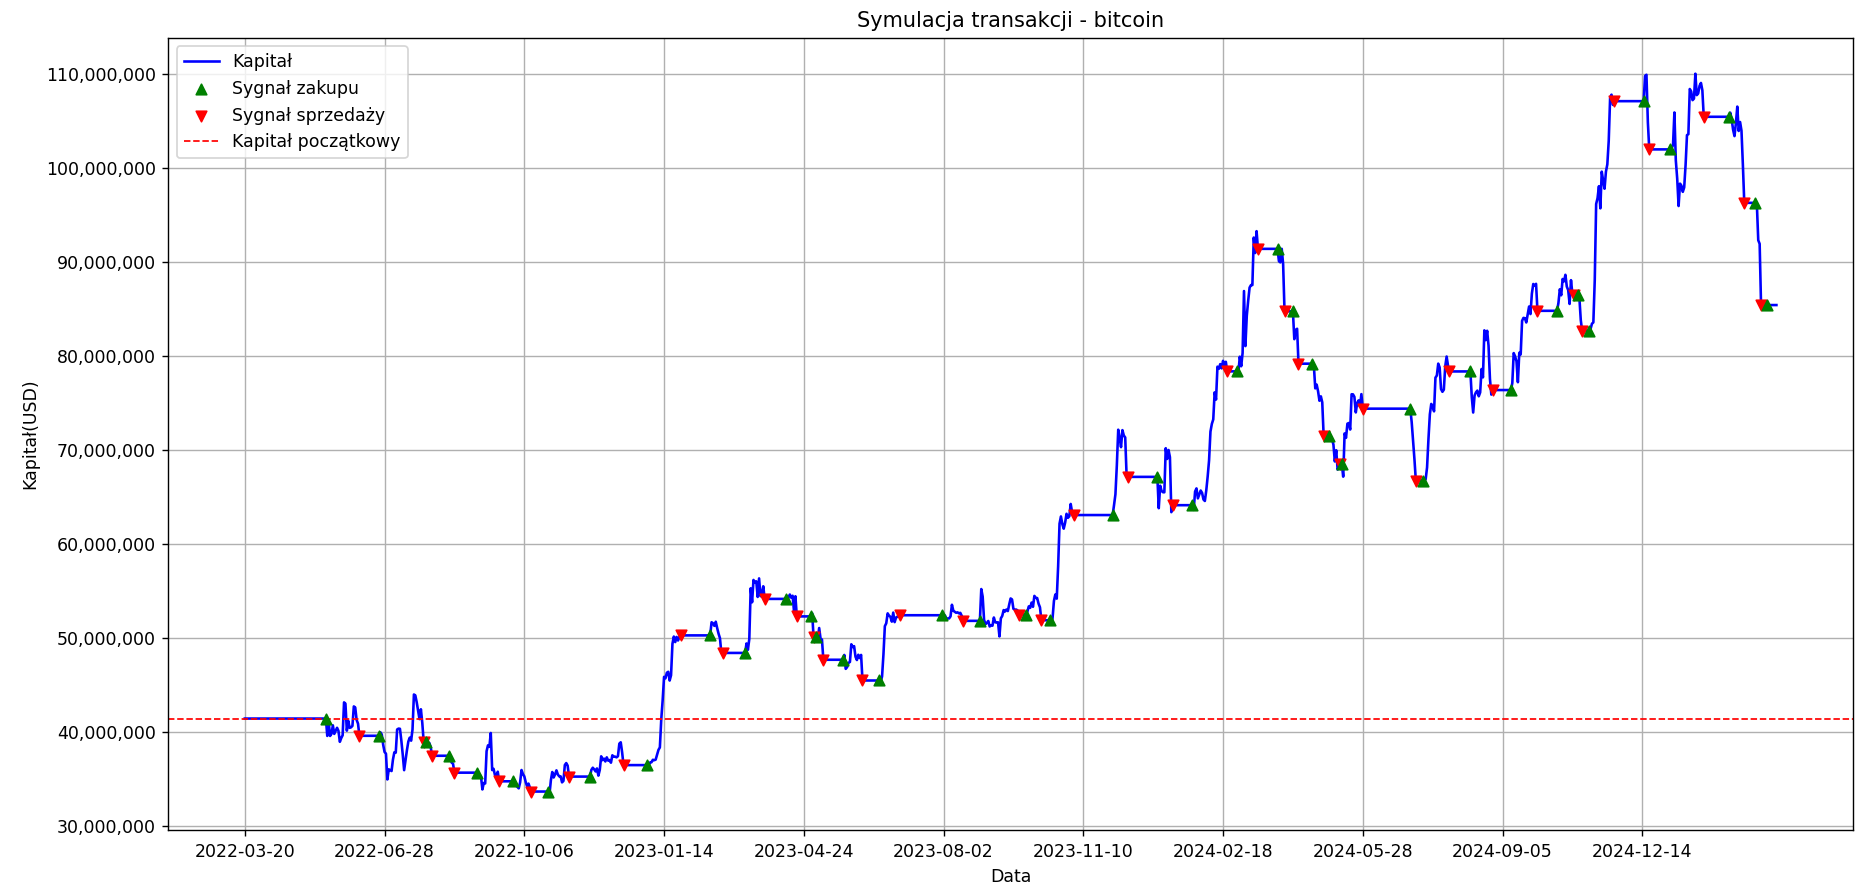 Symulacja transakcji - bitcoin
Kapitał
Sygnał zakupu
Sygnał sprzedaży
Kapitał początkowy
110,000,000
100,000,000
90,000,000
80,000,000
70,000,000
60,000,000
50,000,000
40,000,000
30,000,000
Kapitał(USD)
2022-03-20 2022-06-28 2022-10-06 2023-01-14 2023-04-24 2023-08-02 2023-11-10 2024-02-18 2024-05-28 2024-09-05 2024-12-14
Data